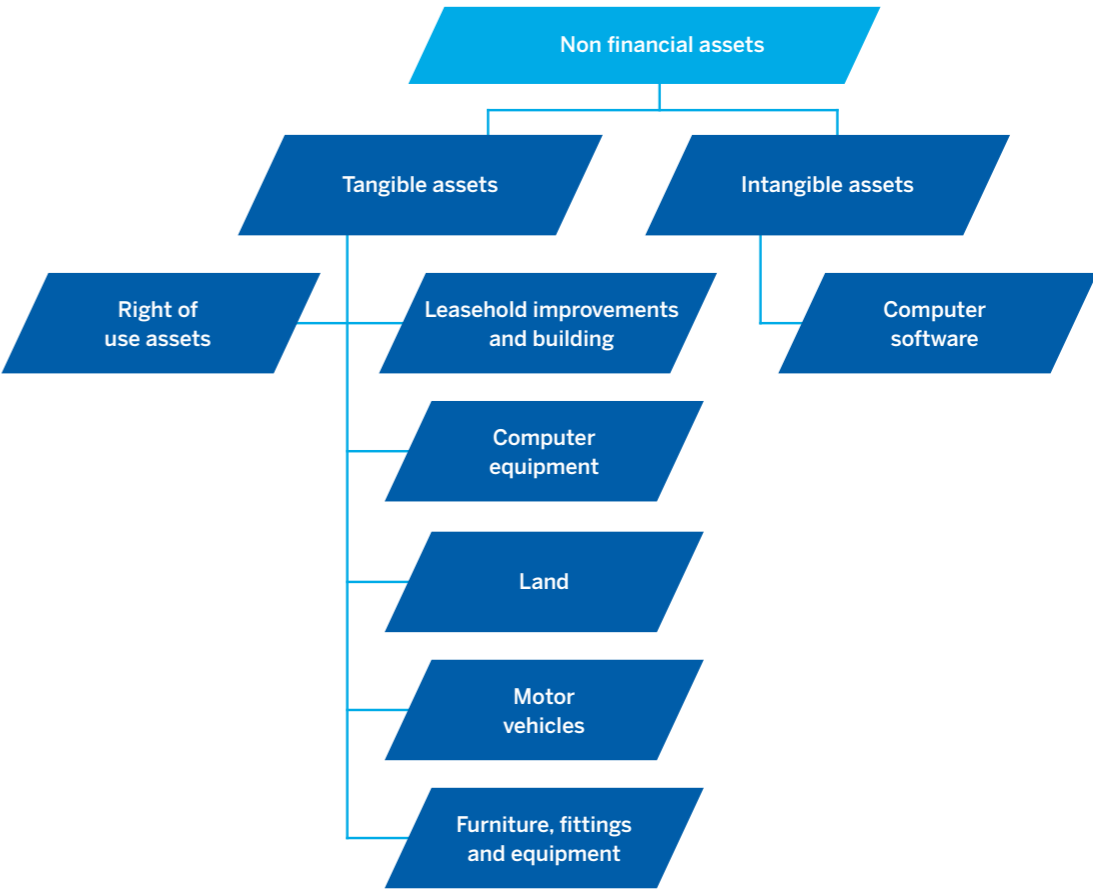 Non financial assets
Tangible assets
Intangible assets
Right of
use assets
Leasehold improvements
and building
Computer
software
Computer
equipment
Land
Motor
vehicles
Furniture, fittings
and equipment